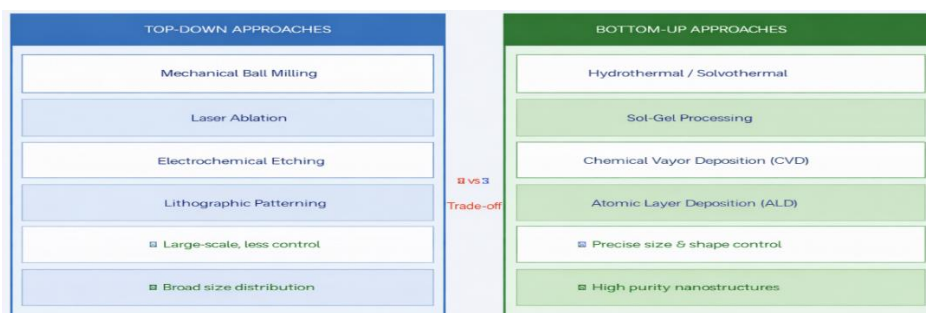 TOP-DOWN APPROACHES
Mechanical Ball Milling
Laser Ablation
Electrochemical Etching
Lithographic Patterning
Large-scale, less control
Broad size distribution
vs 3
Trade-off
BOTTOM-UP APPROACHES
Hydrothermal / Solvothermal
Sol-Gel Processing
Chemical Vayor Deposition (CVD)
Atomic Layer Deposition (ALD)
Precise size & shape control
High purity nanostructures